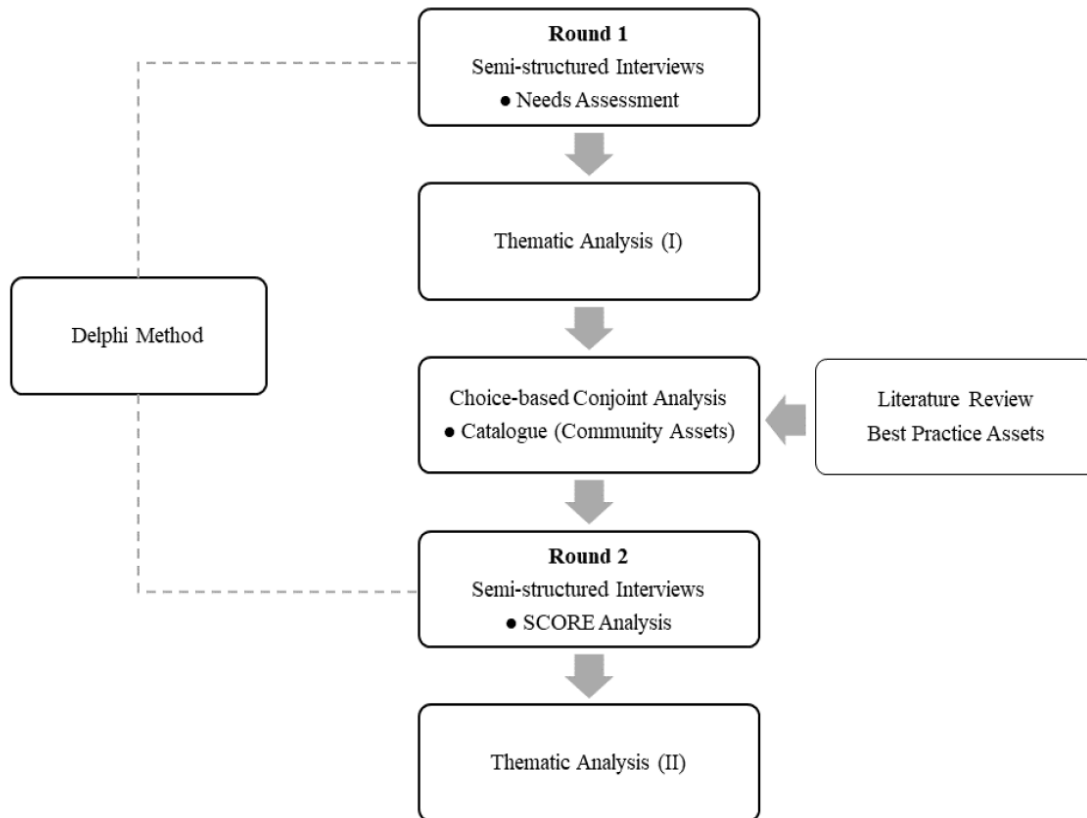 Round 1
Semi-structured Interviews
● Needs Assessment
Thematic Analysis (I)
Delphi Method
Choice-based Conjoint Analysis
● Catalogue (Community Assets)
Literature Review
Best Practice Assets
Round 2
Semi-structured Interviews
● SCORE Analysis
Thematic Analysis (II)